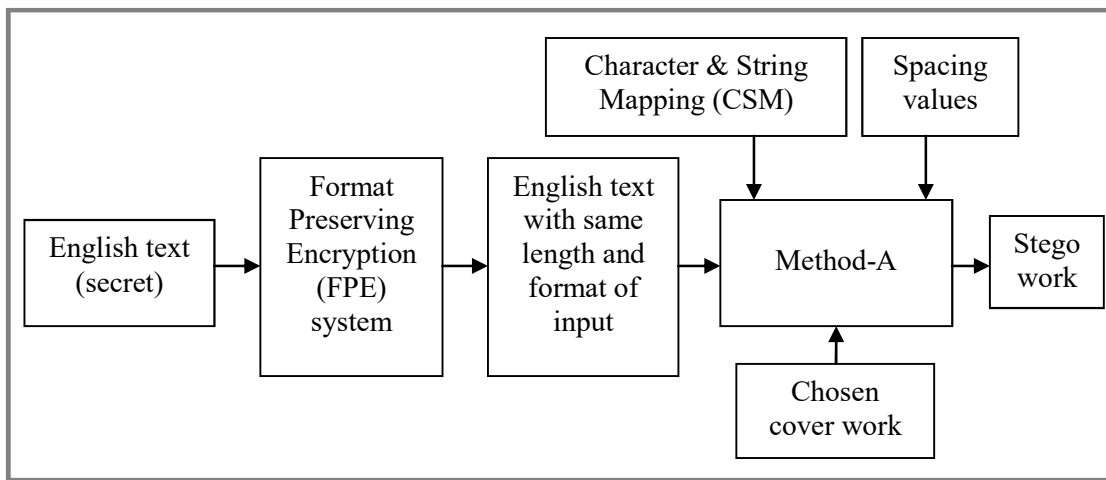 Character & String
Mapping (CSM)
Spacing
values
English text
(secret)
Format
Preserving
Encryption
(FPE)
system
English text
with same
length and
format of
input
Method-A
Stego
work
Chosen
cover work